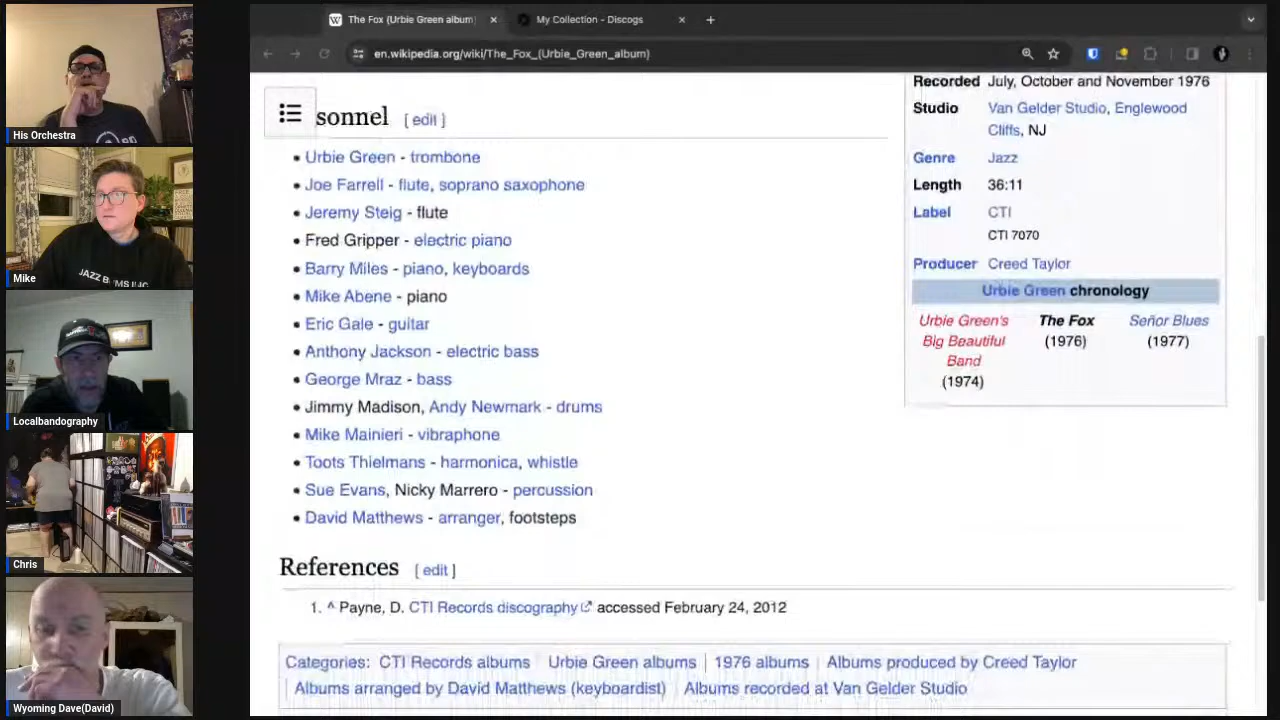 The Fox (Urbie Green album)
My Collection - Discogs
en.wikipedia.org/wiki/The_Fox_(Urbie_Green_album)
sonnel [ edit ]
• Urbie Green - trombone
• Joe Farrell - flute, soprano saxophone
• Jeremy Steig - flute
• Fred Gripper - electric piano
• Barry Miles - piano, keyboards
• Mike Abene - piano
• Eric Gale - guitar
• Anthony Jackson - electric bass
• George Mraz - bass
• Jimmy Madison, Andy Newmark - drums
• Mike Mainieri - vibraphone
• Toots Thielmans - harmonica, whistle
• Sue Evans, Nicky Marrero - percussion
• David Matthews - arranger, footsteps
Recorded July, October and November 1976
Studio Van Gelder Studio, Englewood
Cliffs, NJ
Genre Jazz
Length 36:11
Label CTI
CTI 7070
Producer Creed Taylor
Urbie Green chronology
Urbie Green's
Big Beautiful
Band
(1974)
The Fox
(1976)
Señor Blues
(1977)
References [ edit ]
1. ^ Payne, D. CTI Records discography accessed February 24, 2012
Categories: CTI Records albums | Urbie Green albums | 1976 albums | Albums produced by Creed Taylor
| Albums arranged by David Matthews (keyboardist) | Albums recorded at Van Gelder Studio
His Orchestra
Mike
Localbandography
Chris
Wyoming Dave(David)